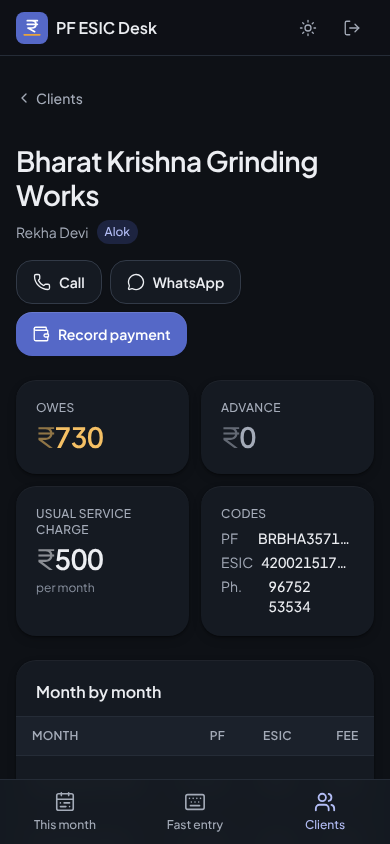 ₹ PF ESIC Desk
Clients
Bharat Krishna Grinding
Works
Rekha Devi Alok
Call WhatsApp
Record payment
OWES
₹730
ADVANCE
₹0
USUAL SERVICE
CHARGE
₹500
per month
CODES
PF BRBHA3571...
ESIC 420021517...
Ph. 96752
53534
Month by month
MONTH PF ESIC FEE
This month Fast entry Clients